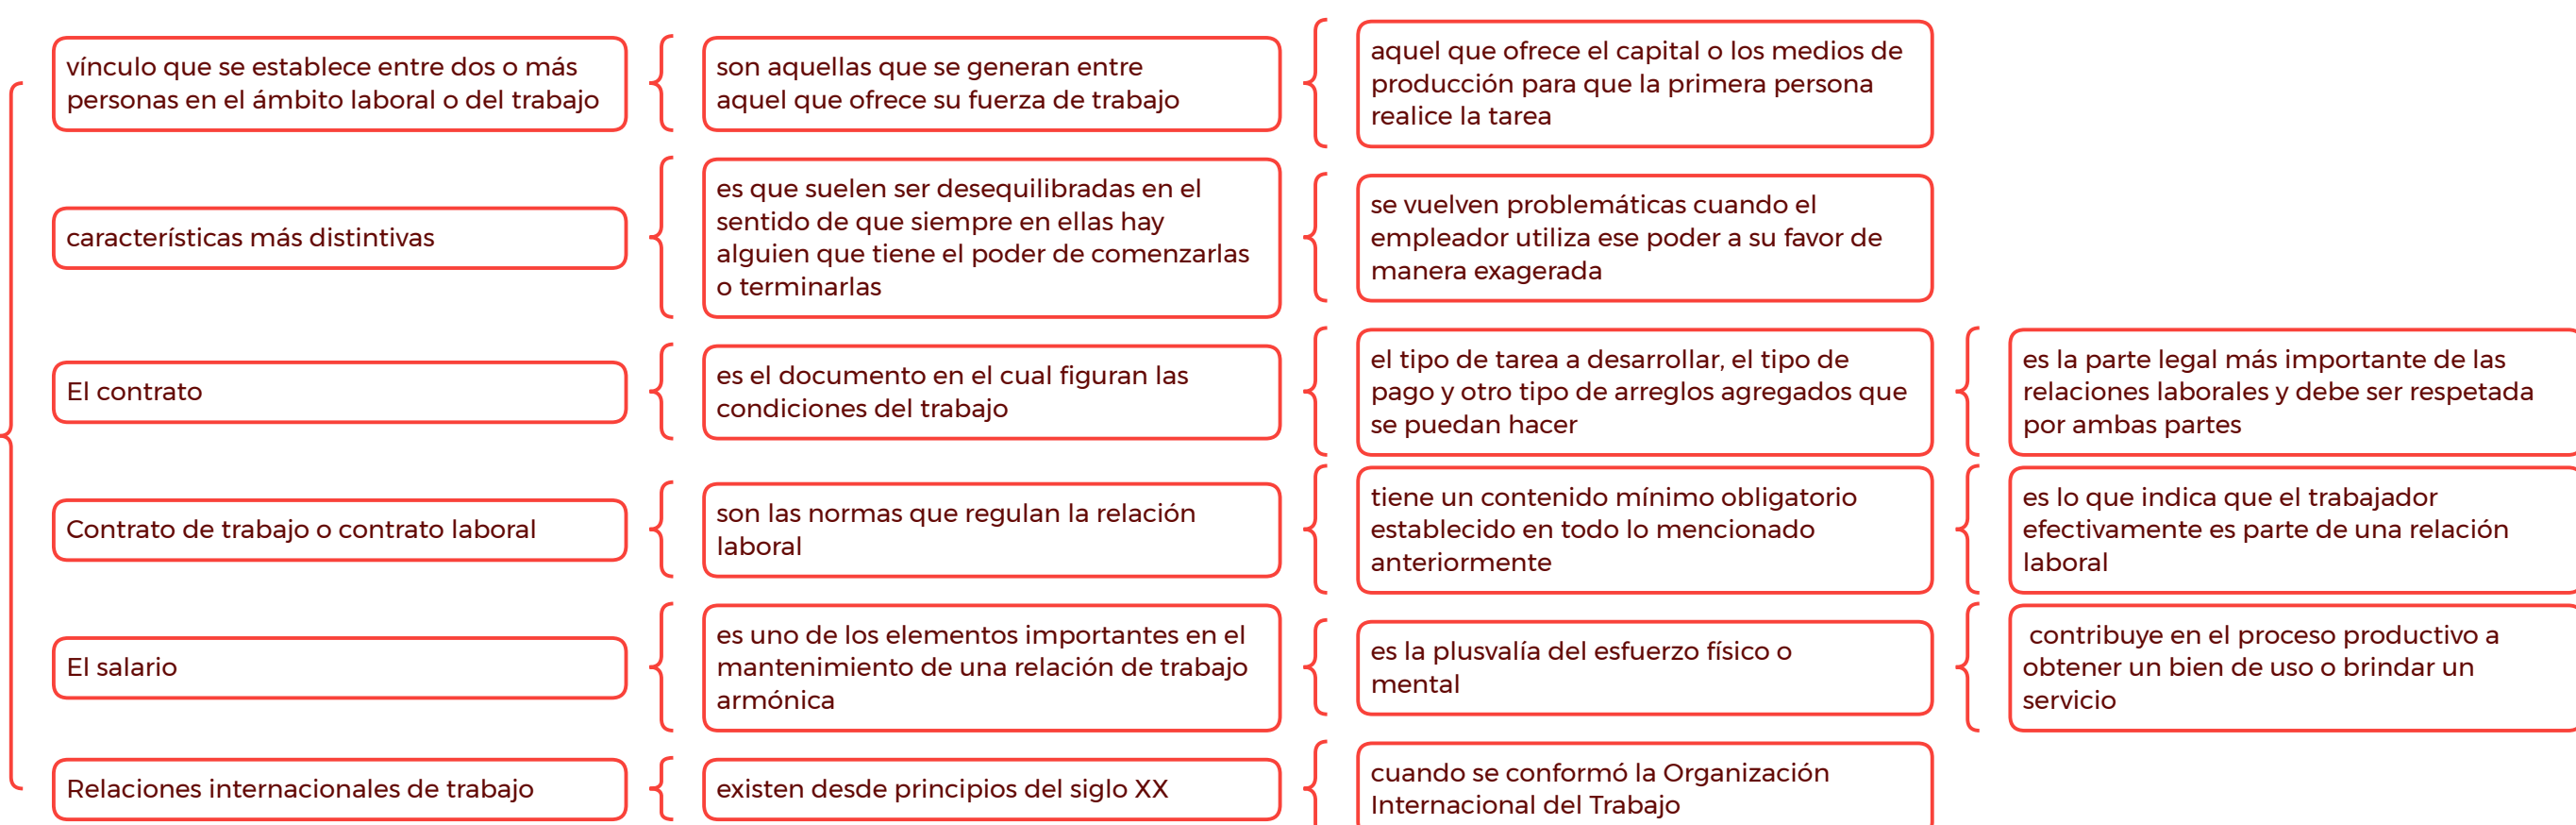 vínculo que se establece entre dos o más
personas en el ámbito laboral o del trabajo
son aquellas que se generan entre
aquel que ofrece su fuerza de trabajo
aquel que ofrece el capital o los medios de
producción para que la primera persona
realice la tarea
características más distintivas
es que suelen ser desequilibradas en el
sentido de que siempre en ellas hay
alguien que tiene el poder de comenzarlas
o terminarlas
se vuelven problemáticas cuando el
empleador utiliza ese poder a su favor de
manera exagerada
El contrato
es el documento en el cual figuran las
condiciones del trabajo
el tipo de tarea a desarrollar, el tipo de
pago y otro tipo de arreglos agregados que
se puedan hacer
es la parte legal más importante de las
relaciones laborales y debe ser respetada
por ambas partes
Contrato de trabajo o contrato laboral
son las normas que regulan la relación
laboral
tiene un contenido mínimo obligatorio
establecido en todo lo mencionado
anteriormente
es lo que indica que el trabajador
efectivamente es parte de una relación
laboral
El salario
es uno de los elementos importantes en el
mantenimiento de una relación de trabajo
armónica
es la plusvalía del esfuerzo físico o
mental
contribuye en el proceso productivo a
obtener un bien de uso o brindar un
servicio
Relaciones internacionales de trabajo
existen desde principios del siglo XX
cuando se conformó la Organización
Internacional del Trabajo